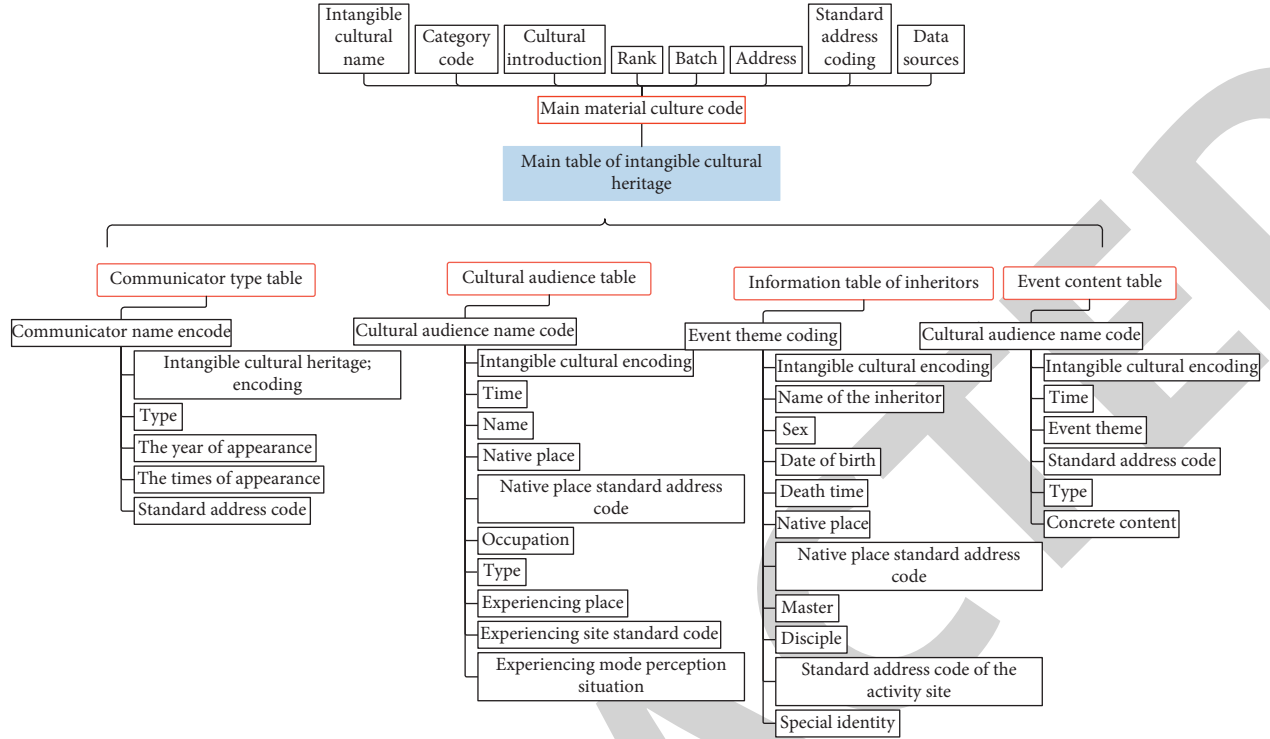 Intangible
cultural
name
Category
code
Cultural
introduction
Rank
Batch
Address
Standard
address
coding
Data
sources
Main material culture code
Main table of intangible cultural
heritage
Communicator type table
Communicator name encode
Intangible cultural heritage;
encoding
Type
The year of appearance
The times of appearance
Standard address code
Cultural audience table
Cultural audience name code
Intangible cultural encoding
Time
Name
Native place
Native place standard address
code
Occupation
Type
Experiencing place
Experiencing site standard code
Experiencing mode perception
situation
Information table of inheritors
Event theme coding
Intangible cultural encoding
Name of the inheritor
Sex
Date of birth
Death time
Native place
Native place standard address
code
Master
Disciple
Standard address code of the
activity site
Special identity
Event content table
Cultural audience name code
Intangible cultural encoding
Time
Event theme
Standard address code
Type
Concrete content